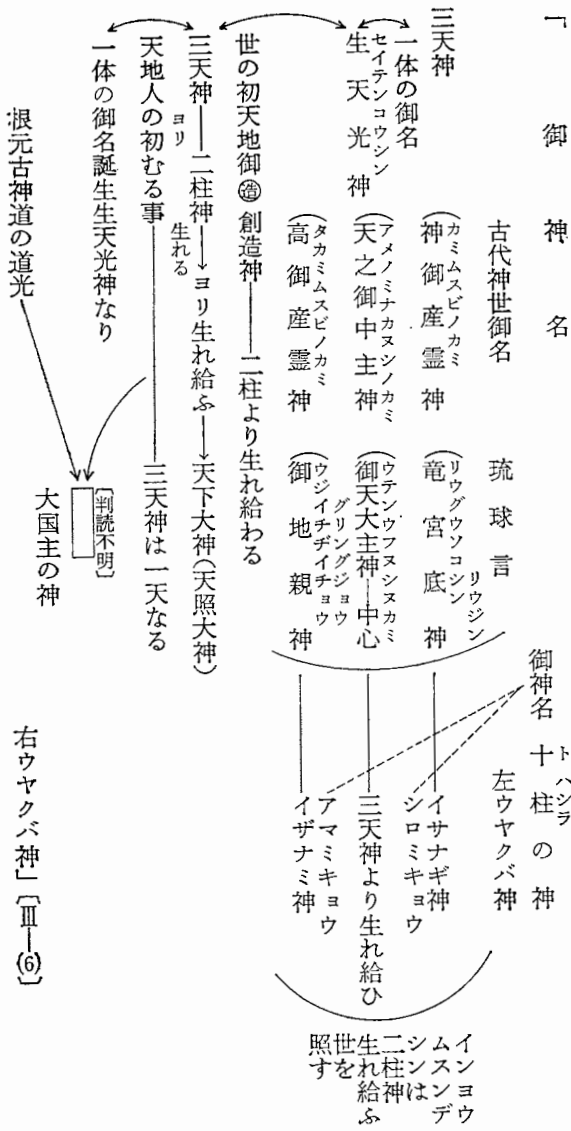 「御神名
御神名 十柱の神
トハシラ
古代神世御名
琉球言
左ウヤクバ神
三天神
カミムスビノカミ
(神御産霊神
リウジン
リウグウソコシン
(竜宮底神
イサナギ神
シロミキョウ
一体の御名
セイテンコウシン
生天光神
アメノミナカヌシノカミ
(天之御中主神
ウテンウフヌシヌカミ
(御天大主神―中心
三天神より生れ給ひ
グリングジョウ
タカミムスビノカミ
(高御産霊神
ウジイチヂイチョウ
(御地親神
アマミキョウ
イザナミ神
インヨウ
ムスンデ
シンは
二柱神
生れ給ふ
世を
照す
世の初天地御造創造神――二柱より生れ給わる
三天神――二柱神→ヨリ生れ給ふ→天下大神(天照大神)
ヨリ 生れる
天地人の初むる事――三天神は一天なる
一体の御名誕生生天光神なり
〔判読不明〕
根元古神道の道光
大国主の神
右ウヤクバ神」〔Ⅲ―(6)〕